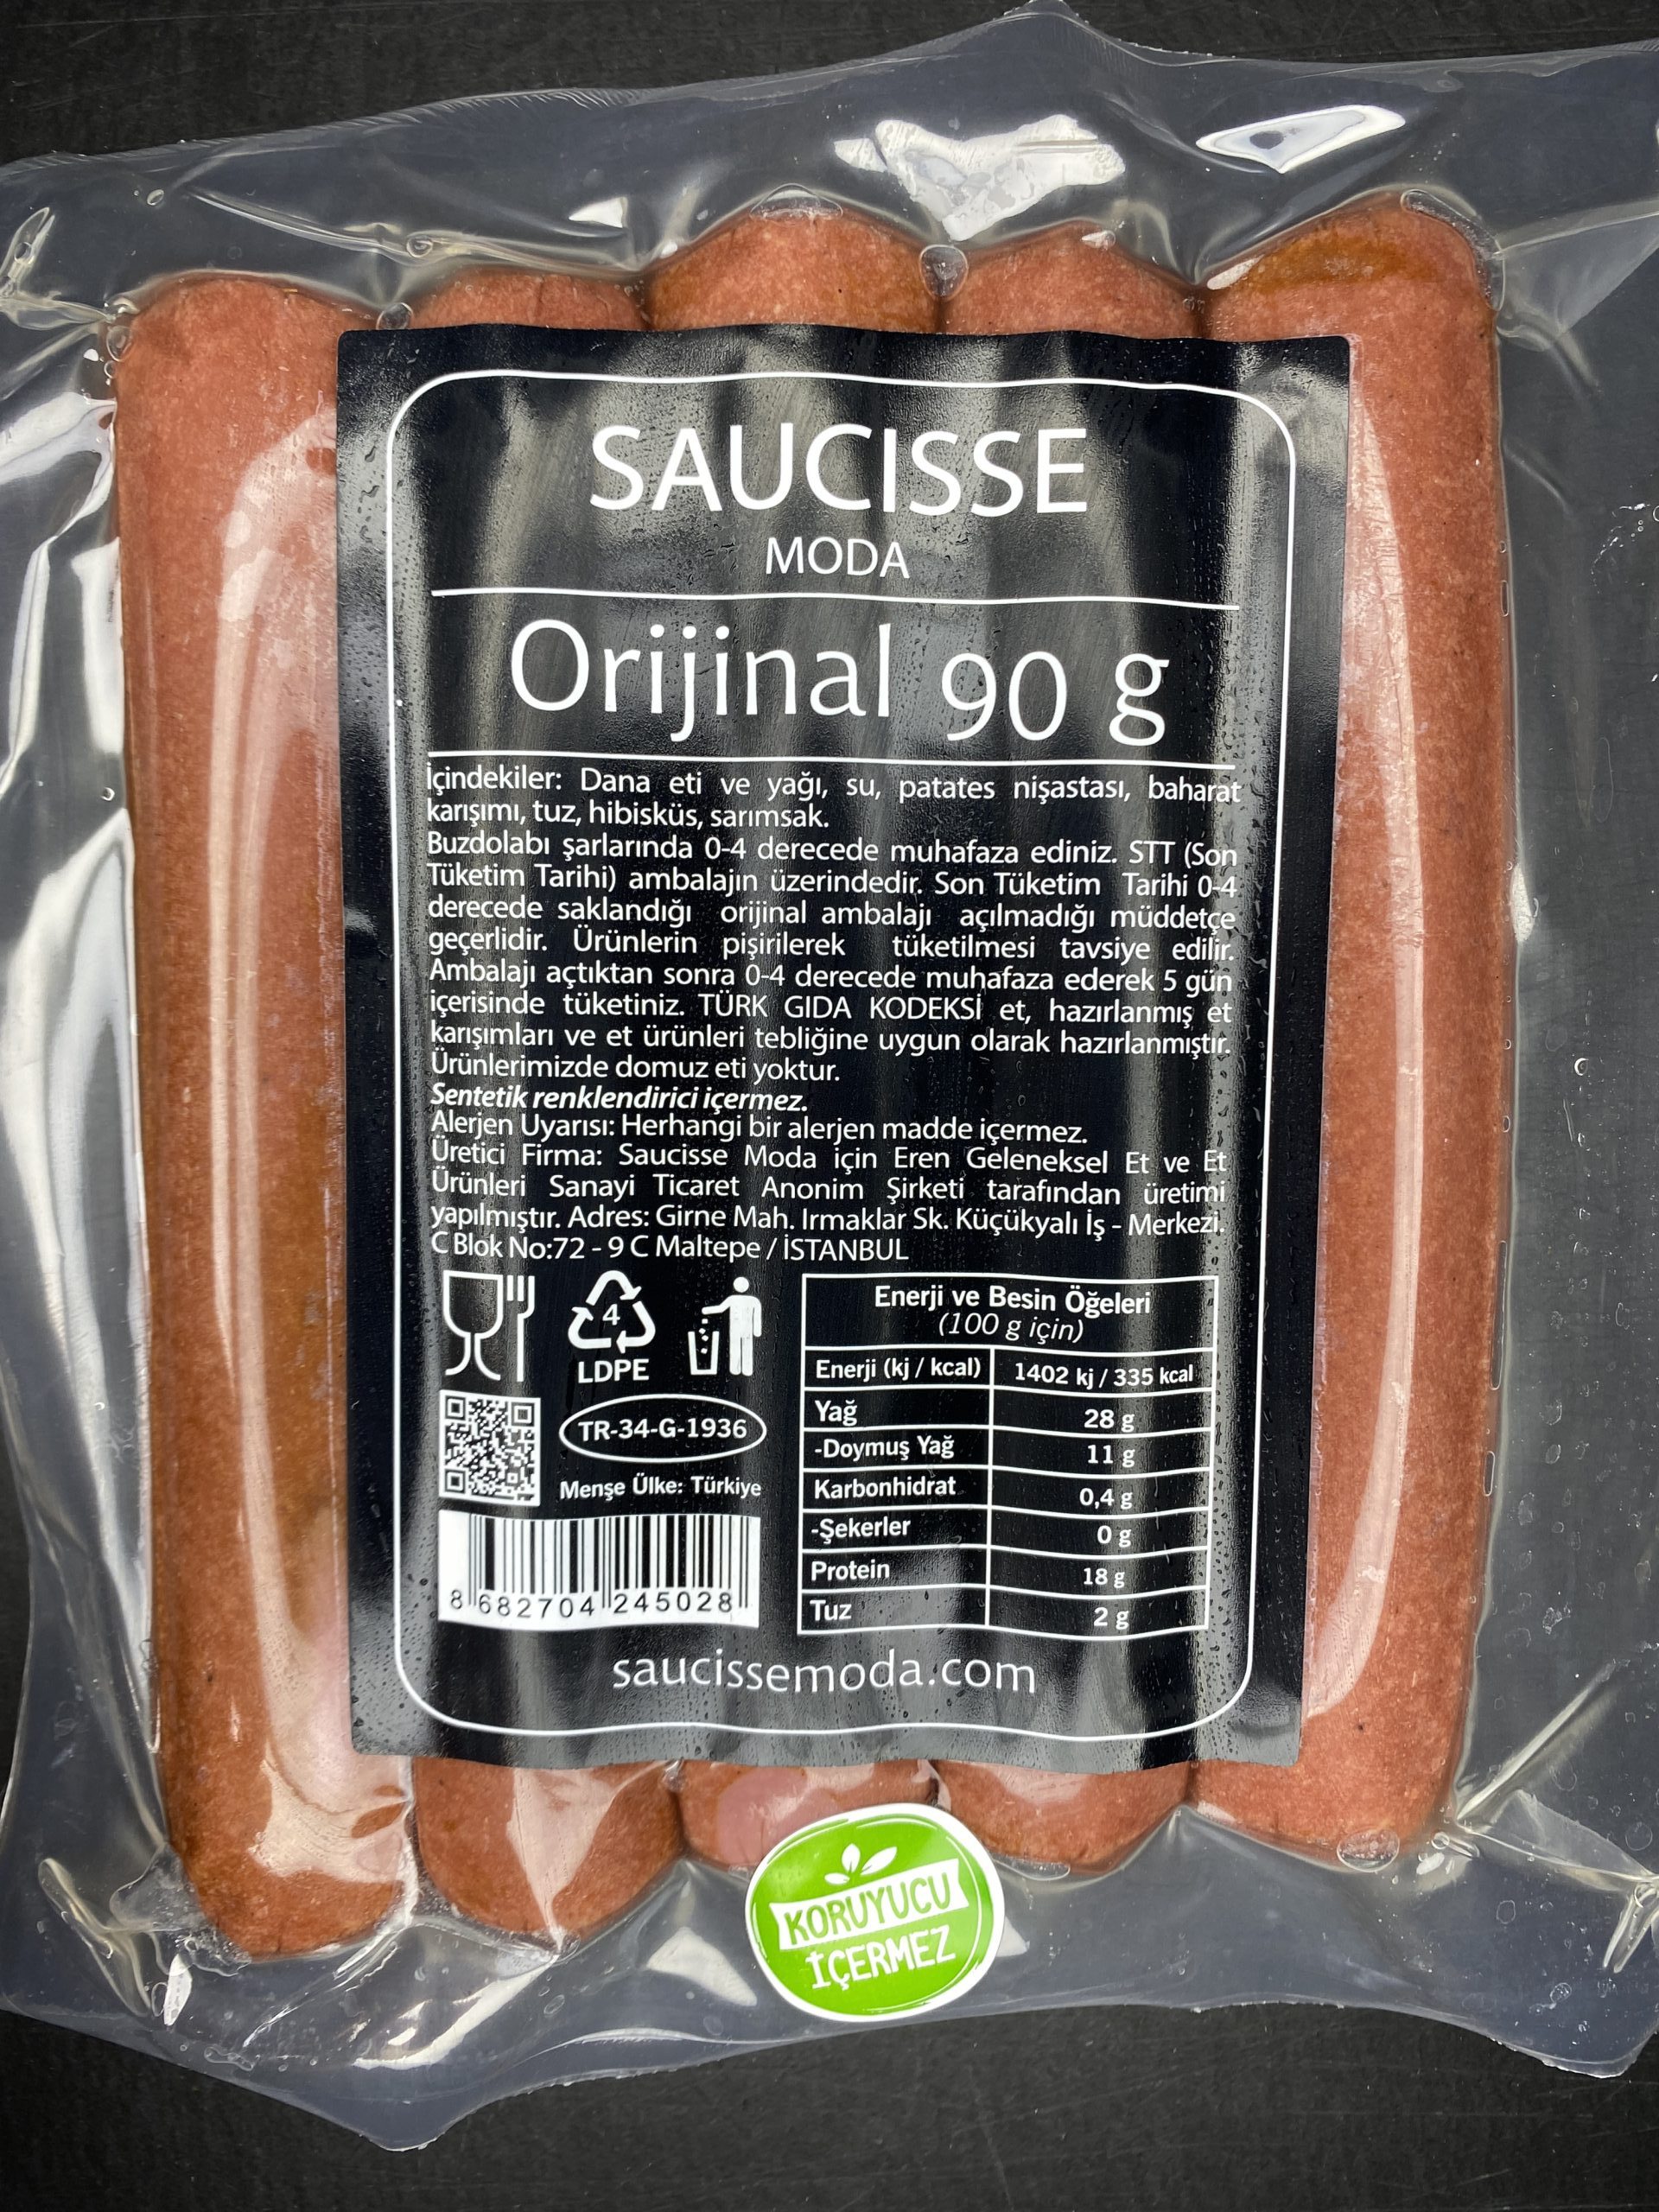 SAUCISSE
MODA
Orijinal 90 g
İçindekiler: Dana eti ve yağı, su, patates nişastası, baharat
karışımı, tuz, hibisküs, sarımsak.
Buzdolabı şarlarında 0-4 derecede muhafaza ediniz. STT (Son
Tüketim Tarihi) ambalajın üzerindedir. Son Tüketim Tarihi 0-4
derecede saklandığı orijinal ambalajı açılmadığı müddetçe
geçerlidir. Ürünlerin pişirilerek tüketilmesi tavsiye edilir.
Ambalajı açtıktan sonra 0-4 derecede muhafaza ederek 5 gün
içerisinde tüketiniz. TÜRK GIDA KODEKSİ et, hazırlanmış et
karışımları ve et ürünleri tebliğine uygun olarak hazırlanmıştır.
Ürünlerimizde domuz eti yoktur.
Sentetik renklendirici içermez.
Alerjen Uyarısı: Herhangi bir alerjen madde içermez.
Üretici Firma: Saucisse Moda için Eren Geleneksel Et ve Et
Ürünleri Sanayi Ticaret Anonim Şirketi tarafından üretimi
yapılmıştır. Adres: Girne Mah. Irmaklar Sk. Küçükyalı İş - Merkezi.
C Blok No:72 - 9 C Maltepe / İSTANBUL
4
LDPE
TR-34-G-1936
Menşe Ülke: Türkiye
8 682704 245028
Enerji ve Besin Öğeleri
(100 g için)
Enerji (kj / kcal) 1402 kj / 335 kcal
Yağ 28 g
-Doymuş Yağ 11 g
Karbonhidrat 0,4 g
-Şekerler 0 g
Protein 18 g
Tuz 2 g
saucissemoda.com
KORUYUCU
İÇERMEZ